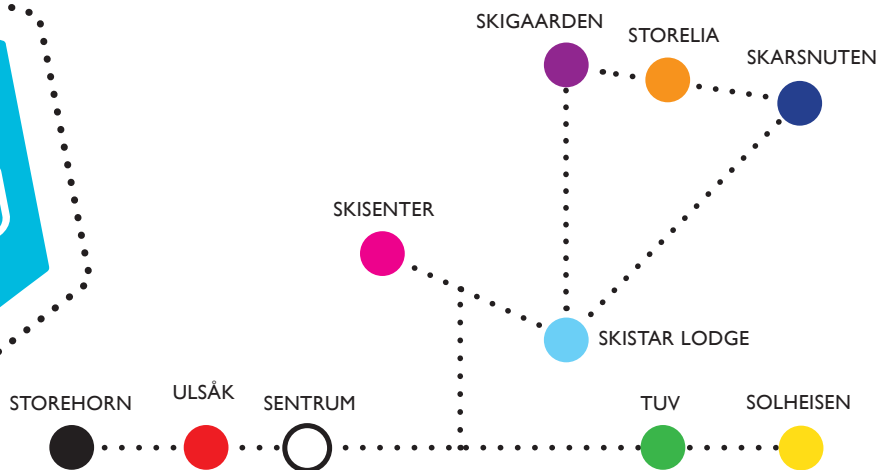 SKIGAARDEN
STORELIA
SKARSNUTEN
SKISENTER
SKISTAR LODGE
STOREHORN
ULSÅK
SENTRUM
TUV
SOLHEISEN